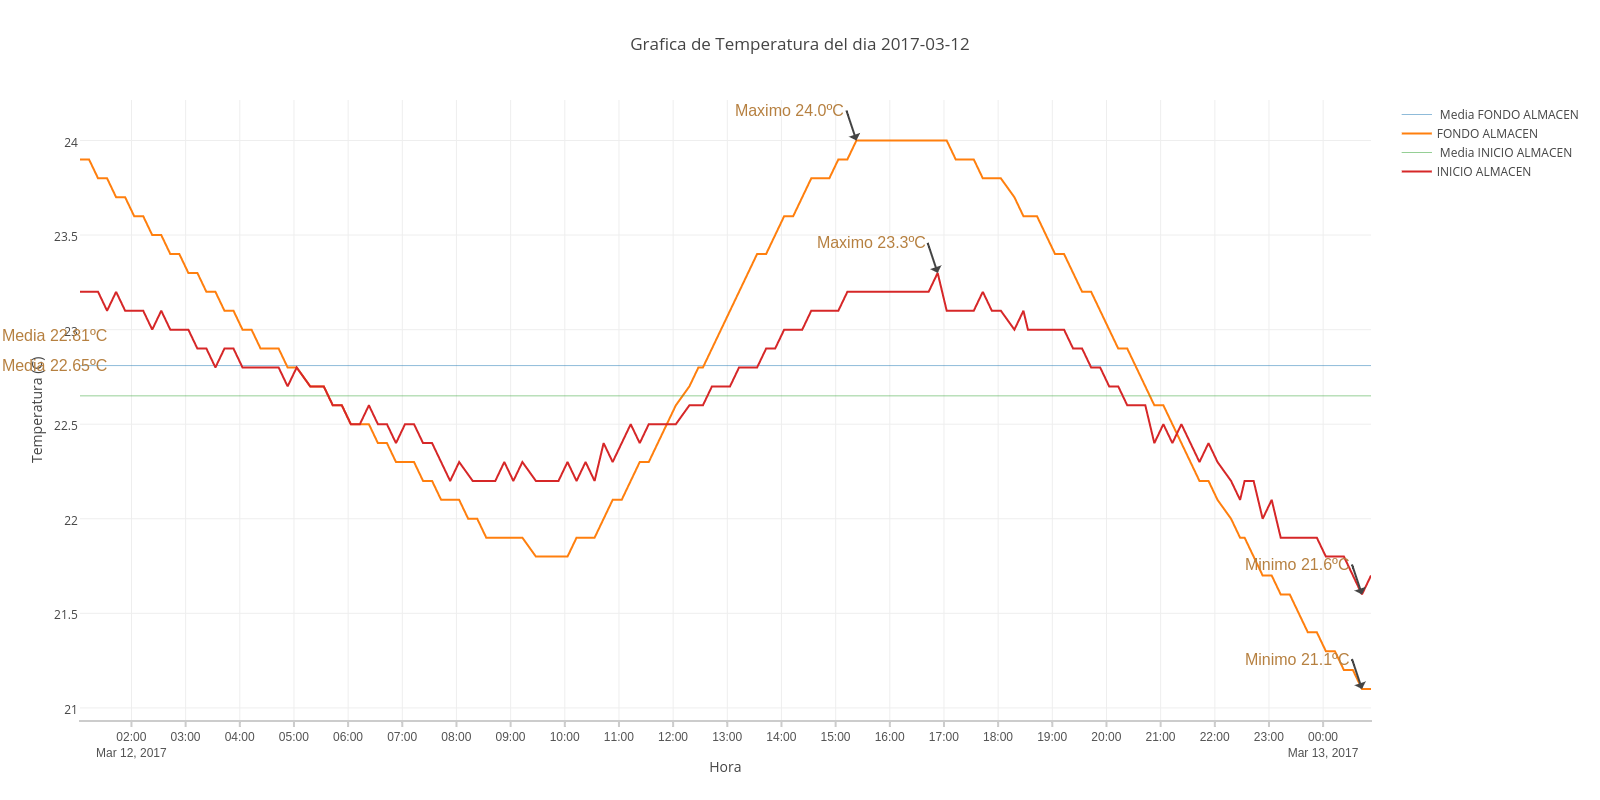 Grafica de Temperatura del dia 2017-03-12
Maximo 24.0ºC
Maximo 23.3ºC
Media 22.81ºC
Media 22.65ºC
Minimo 21.6ºC
Minimo 21.1ºC
24
23.5
23
22.5
22
21.5
21
Temperatura (C)
02:00 03:00 04:00 05:00 06:00 07:00 08:00 09:00 10:00 11:00 12:00 13:00 14:00 15:00 16:00 17:00 18:00 19:00 20:00 21:00 22:00 23:00 00:00
Mar 12, 2017 Mar 13, 2017
Hora
Media FONDO ALMACEN
FONDO ALMACEN
Media INICIO ALMACEN
INICIO ALMACEN